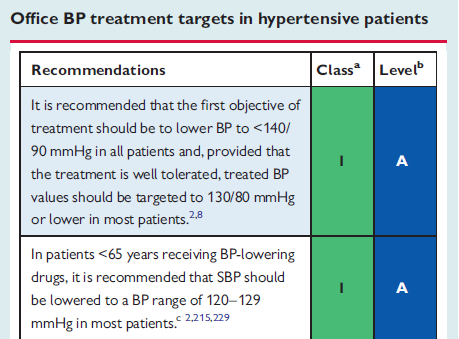 Office BP treatment targets in hypertensive patients
Recommendations Classᵃ Levelᵇ
It is recommended that the first objective of
treatment should be to lower BP to <140/
90 mmHg in all patients and, provided that
the treatment is well tolerated, treated BP
values should be targeted to 130/80 mmHg
or lower in most patients.²,⁸
I A
In patients <65 years receiving BP-lowering
drugs, it is recommended that SBP should
be lowered to a BP range of 120–129
mmHg in most patients.ᶜ ²,²¹⁵,²²⁹
I A